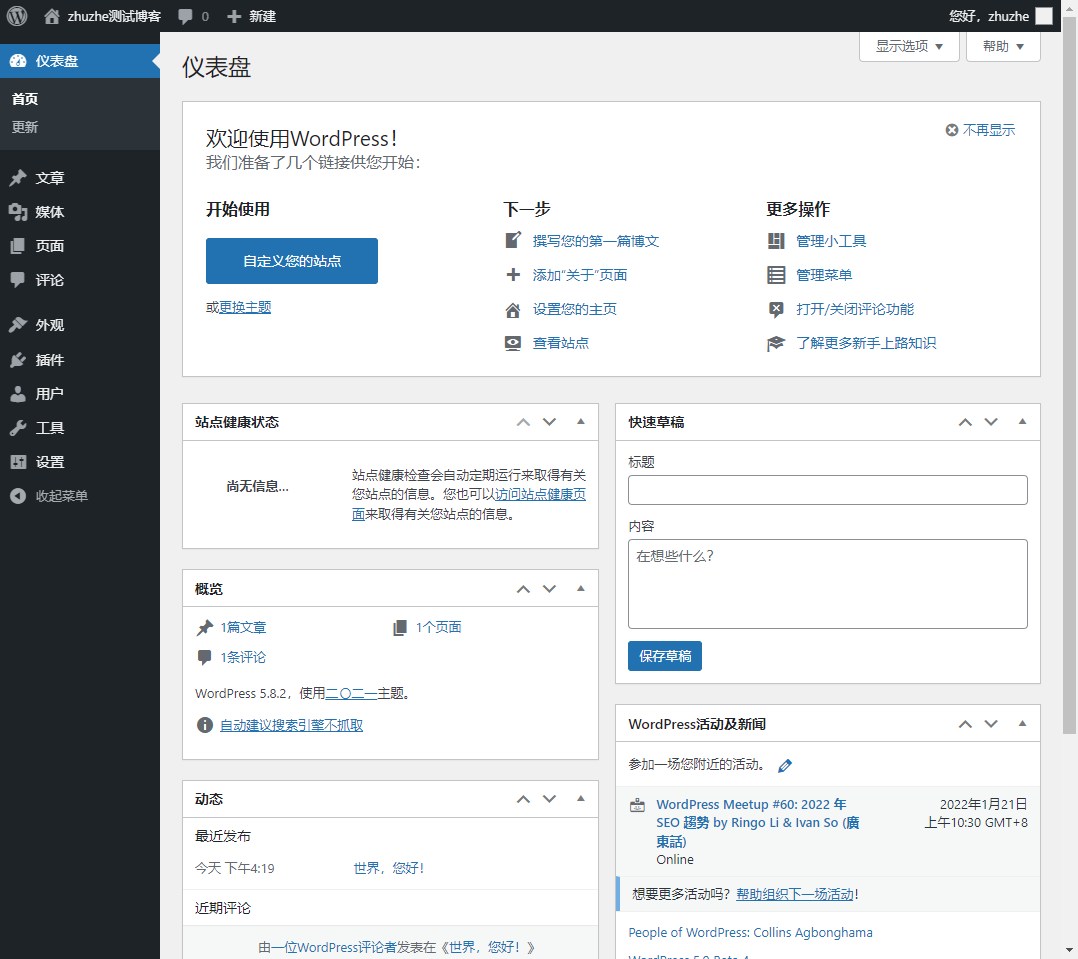 zhuzhe测试博客 0 新建 您好，zhuzhe
仪表盘
首页
更新
文章
媒体
页面
评论
外观
插件
用户
工具
设置
收起菜单
显示选项 帮助
仪表盘
欢迎使用WordPress！
我们准备了几个链接供您开始：
不再显示
开始使用
自定义您的站点
或更换主题
下一步
撰写您的第一篇博文
添加“关于”页面
设置您的主页
查看站点
更多操作
管理小工具
管理菜单
打开/关闭评论功能
了解更多新手上路知识
站点健康状态
尚无信息…
站点健康检查会自动定期运行来取得有关
您站点的信息。您也可以访问站点健康页
面来取得有关您站点的信息。
概览
1篇文章 1个页面
1条评论
WordPress 5.8.2，使用二〇二一主题。
自动建议搜索引擎不抓取
动态
最近发布
今天 下午4:19 世界，您好！
近期评论
由一位WordPress评论者发表在《世界，您好！》
快速草稿
标题
内容
在想些什么？
保存草稿
WordPress活动及新闻
参加一场您附近的活动。
WordPress Meetup #60: 2022 年 2022年1月21日
SEO 趨勢 by Ringo Li & Ivan So (廣 上午10:30 GMT+8
東話)
Online
想要更多活动吗？帮助组织下一场活动!
People of WordPress: Collins Agbonghama